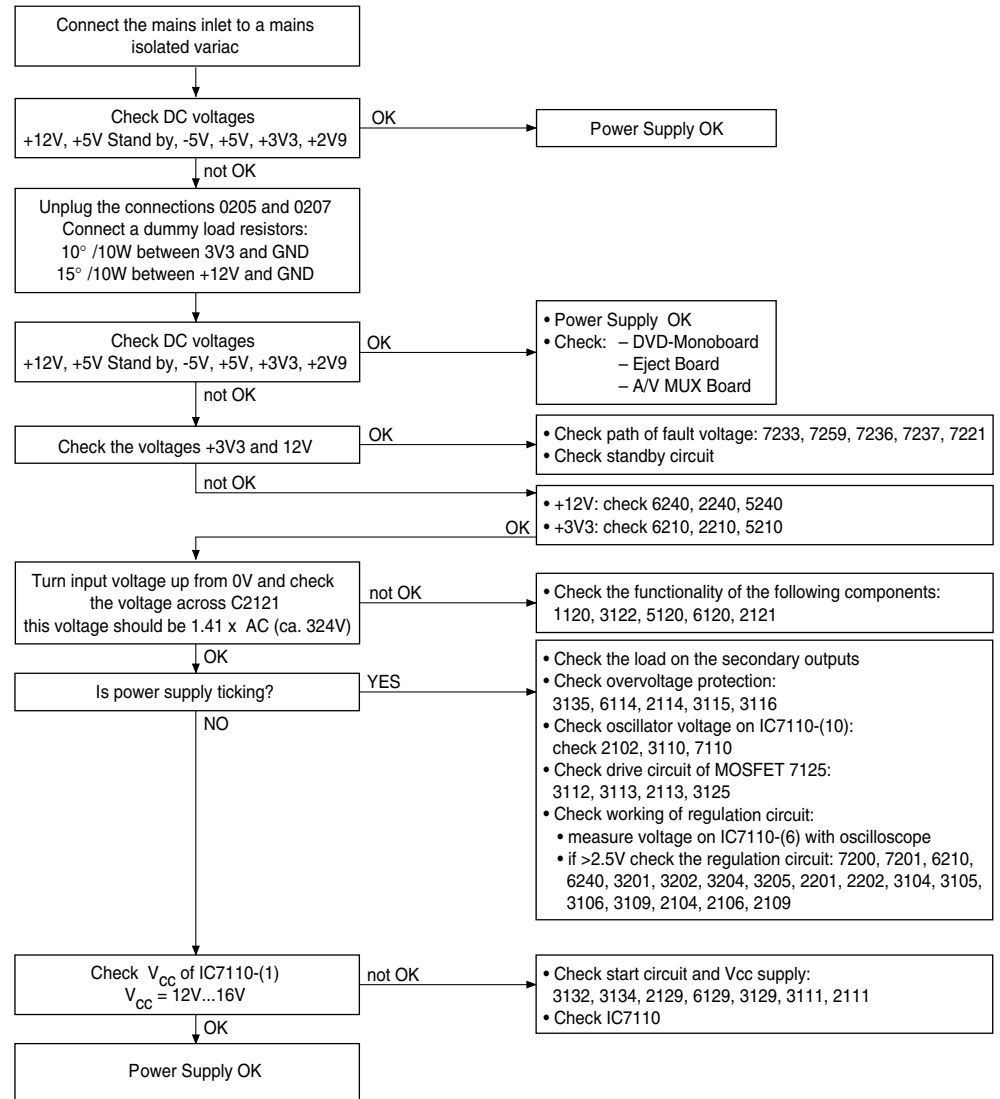 Connect the mains inlet to a mains
isolated variac
Check DC voltages
+12V, +5V Stand by, -5V, +5V, +3V3, +2V9
OK
Power Supply OK
not OK
Unplug the connections 0205 and 0207
Connect a dummy load resistors:
10° /10W between 3V3 and GND
15° /10W between +12V and GND
Check DC voltages
+12V, +5V Stand by, -5V, +5V, +3V3, +2V9
OK
• Power Supply OK
• Check: – DVD-Monoboard
– Eject Board
– A/V MUX Board
not OK
Check the voltages +3V3 and 12V
OK
• Check path of fault voltage: 7233, 7259, 7236, 7237, 7221
• Check standby circuit
not OK
• +12V: check 6240, 2240, 5240
• +3V3: check 6210, 2210, 5210
OK
Turn input voltage up from 0V and check
the voltage across C2121
this voltage should be 1.41 x AC (ca. 324V)
not OK
• Check the functionality of the following components:
1120, 3122, 5120, 6120, 2121
OK
Is power supply ticking?
YES
• Check the load on the secondary outputs
• Check overvoltage protection:
3135, 6114, 2114, 3115, 3116
• Check oscillator voltage on IC7110-(10):
check 2102, 3110, 7110
• Check drive circuit of MOSFET 7125:
3112, 3113, 2113, 3125
• Check working of regulation circuit:
• measure voltage on IC7110-(6) with oscilloscope
• if >2.5V check the regulation circuit: 7200, 7201, 6210,
6240, 3201, 3202, 3204, 3205, 2201, 2202, 3104, 3105,
3106, 3109, 2104, 2106, 2109
NO
Check VCC of IC7110-(1)
VCC = 12V...16V
not OK
• Check start circuit and Vcc supply:
3132, 3134, 2129, 6129, 3129, 3111, 2111
• Check IC7110
OK
Power Supply OK